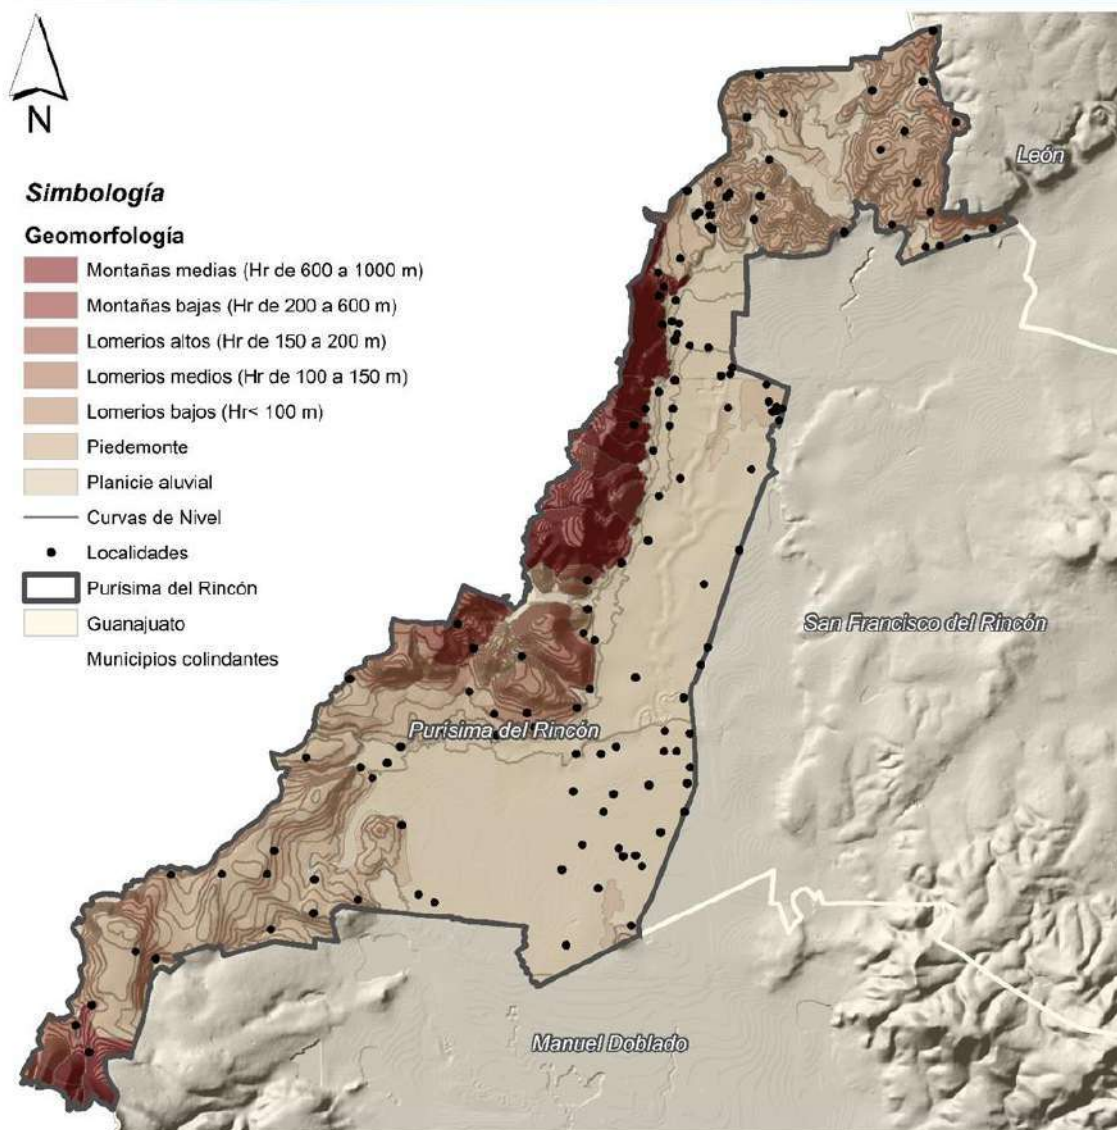 N
Simbología
Geomorfología
Montañas medias (Hr de 600 a 1000 m)
Montañas bajas (Hr de 200 a 600 m)
Lomerios altos (Hr de 150 a 200 m)
Lomerios medios (Hr de 100 a 150 m)
Lomerios bajos (Hr< 100 m)
Piedemonte
Planicie aluvial
Curvas de Nivel
Localidades
Purísima del Rincón
Guanajuato
Municipios colindantes
León
San Francisco del Rincón
Purísima del Rincón
Manuel Doblado